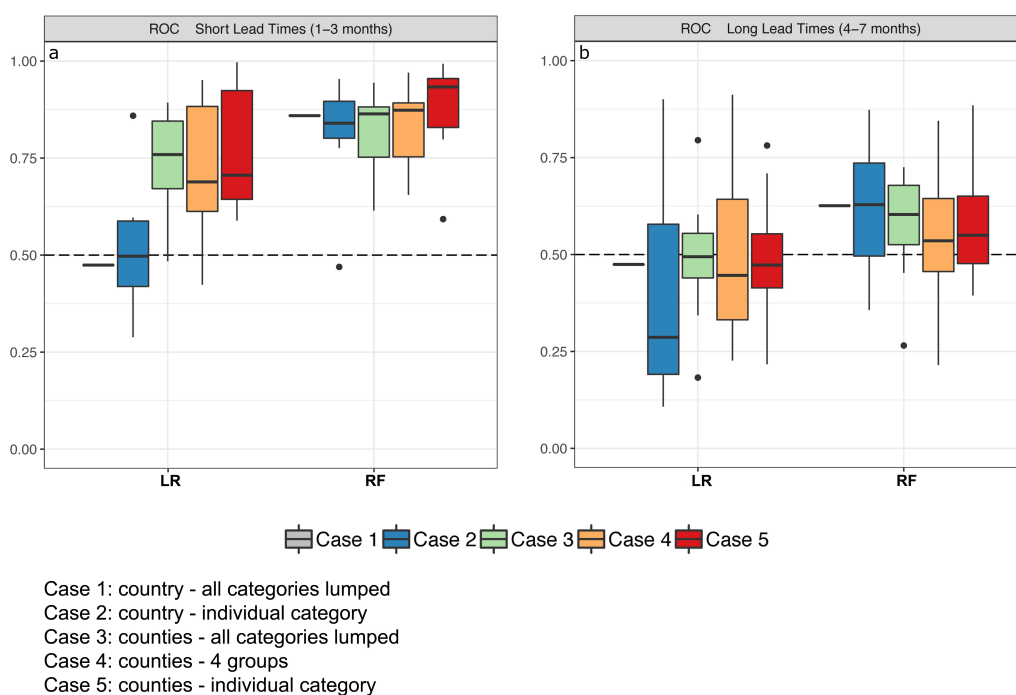 ROC Short Lead Times (1–3 months)
a
1.00
0.75
0.50
0.25
0.00
LR RF
ROC Long Lead Times (4–7 months)
b
1.00
0.75
0.50
0.25
0.00
LR RF
Case 1 Case 2 Case 3 Case 4 Case 5
Case 1: country - all categories lumped
Case 2: country - individual category
Case 3: counties - all categories lumped
Case 4: counties - 4 groups
Case 5: counties - individual category